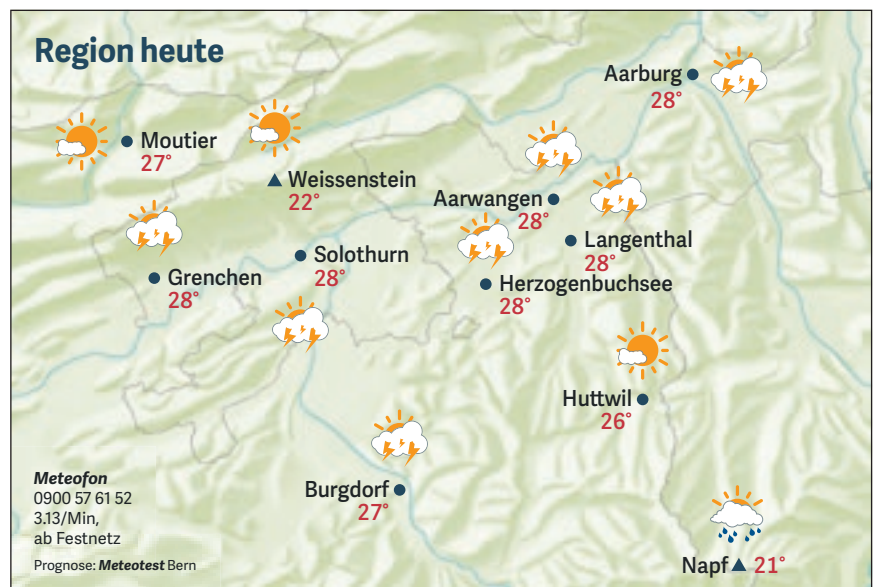 Region heute
Aarburg
28°
Moutier
27°
Weissenstein
22°
Aarwangen
28°
Langenthal
28°
Solothurn
28°
Grenchen
28°
Herzogenbuchsee
28°
Huttwil
26°
Burgdorf
27°
Napf 21°
Meteofon
0900 57 61 52
3.13/Min,
ab Festnetz
Prognose: Meteotest Bern